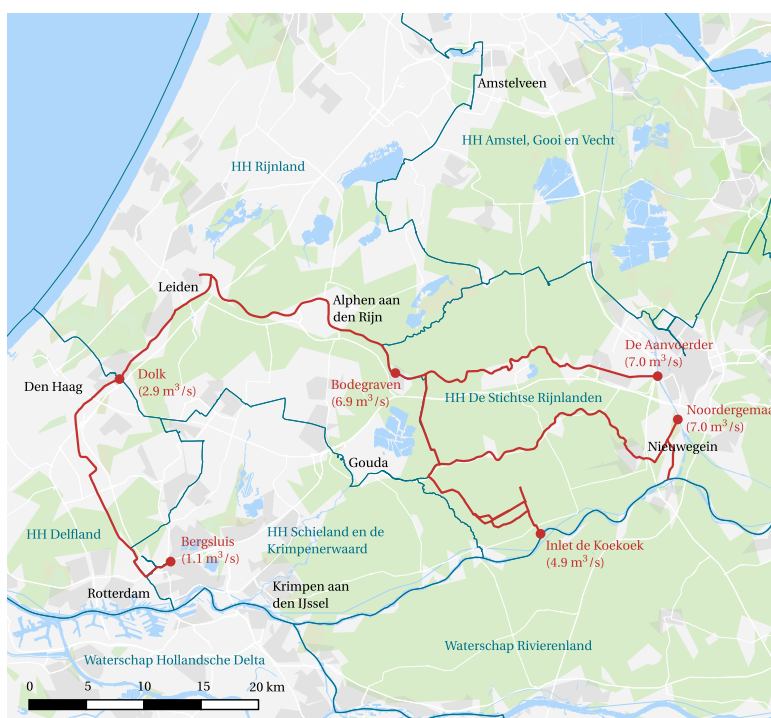 Amstelveen
HH Amstel, Gooi en Vecht
HH Rijnland
Leiden
Alphen aan
den Rijn
De Aanvoerder
(7.0 m³/s)
Dolk
(2.9 m³/s)
Den Haag
Bodegraven
(6.9 m³/s)
HH De Stichtse Rijnlanden
Noordergemaa
(7.0 m³/s)
Nieuwegein
Gouda
HH Delfland
Bergsluis
(1.1 m³/s)
HH Schieland en de
Krimpenerwaard
Inlet de Koekoek
(4.9 m³/s)
Rotterdam
Krimpen aan
den IJssel
Waterschap Rivierenland
Waterschap Hollandsche Delta
0 5 10 15 20 km